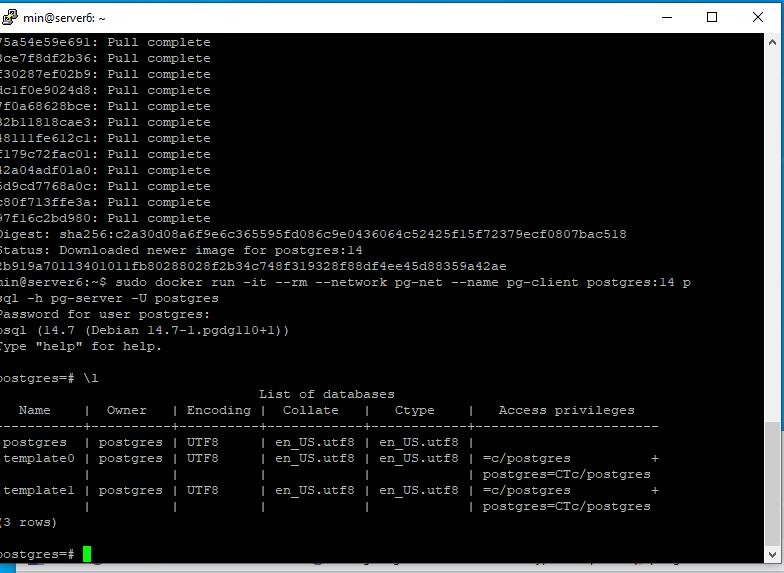 min@server6: ~
75a54e59e691: Pull complete
3ce7f8df2b36: Pull complete
f30287ef02b9: Pull complete
dc1f0e9024d8: Pull complete
7f0a68628bce: Pull complete
32b11818cae3: Pull complete
48111fe612c1: Pull complete
f179c72fac01: Pull complete
42a04adf01a0: Pull complete
5d9cd7768a0c: Pull complete
c80f713ffe3a: Pull complete
97f16c2bd980: Pull complete
Digest: sha256:c2a30d08a6f9e6c365595fd086c9e0436064c52425f15f72379ecf0807bac518
Status: Downloaded newer image for postgres:14
2b919a70113401011fb80288028f2b34c748f319328f88df4ee45d88359a42ae
min@server6:~$ sudo docker run -it --rm --network pg-net --name pg-client postgres:14 p
sql -h pg-server -U postgres
Password for user postgres:
psql (14.7 (Debian 14.7-1.pgdg110+1))
Type "help" for help.
postgres=# \l
List of databases
Name | Owner | Encoding | Collate | Ctype | Access privileges
-----------+----------+----------+------------+------------+-----------------------
postgres | postgres | UTF8 | en_US.utf8 | en_US.utf8 |
template0 | postgres | UTF8 | en_US.utf8 | en_US.utf8 | =c/postgres +
| | | | | postgres=CTc/postgres
template1 | postgres | UTF8 | en_US.utf8 | en_US.utf8 | =c/postgres +
| | | | | postgres=CTc/postgres
(3 rows)
postgres=#